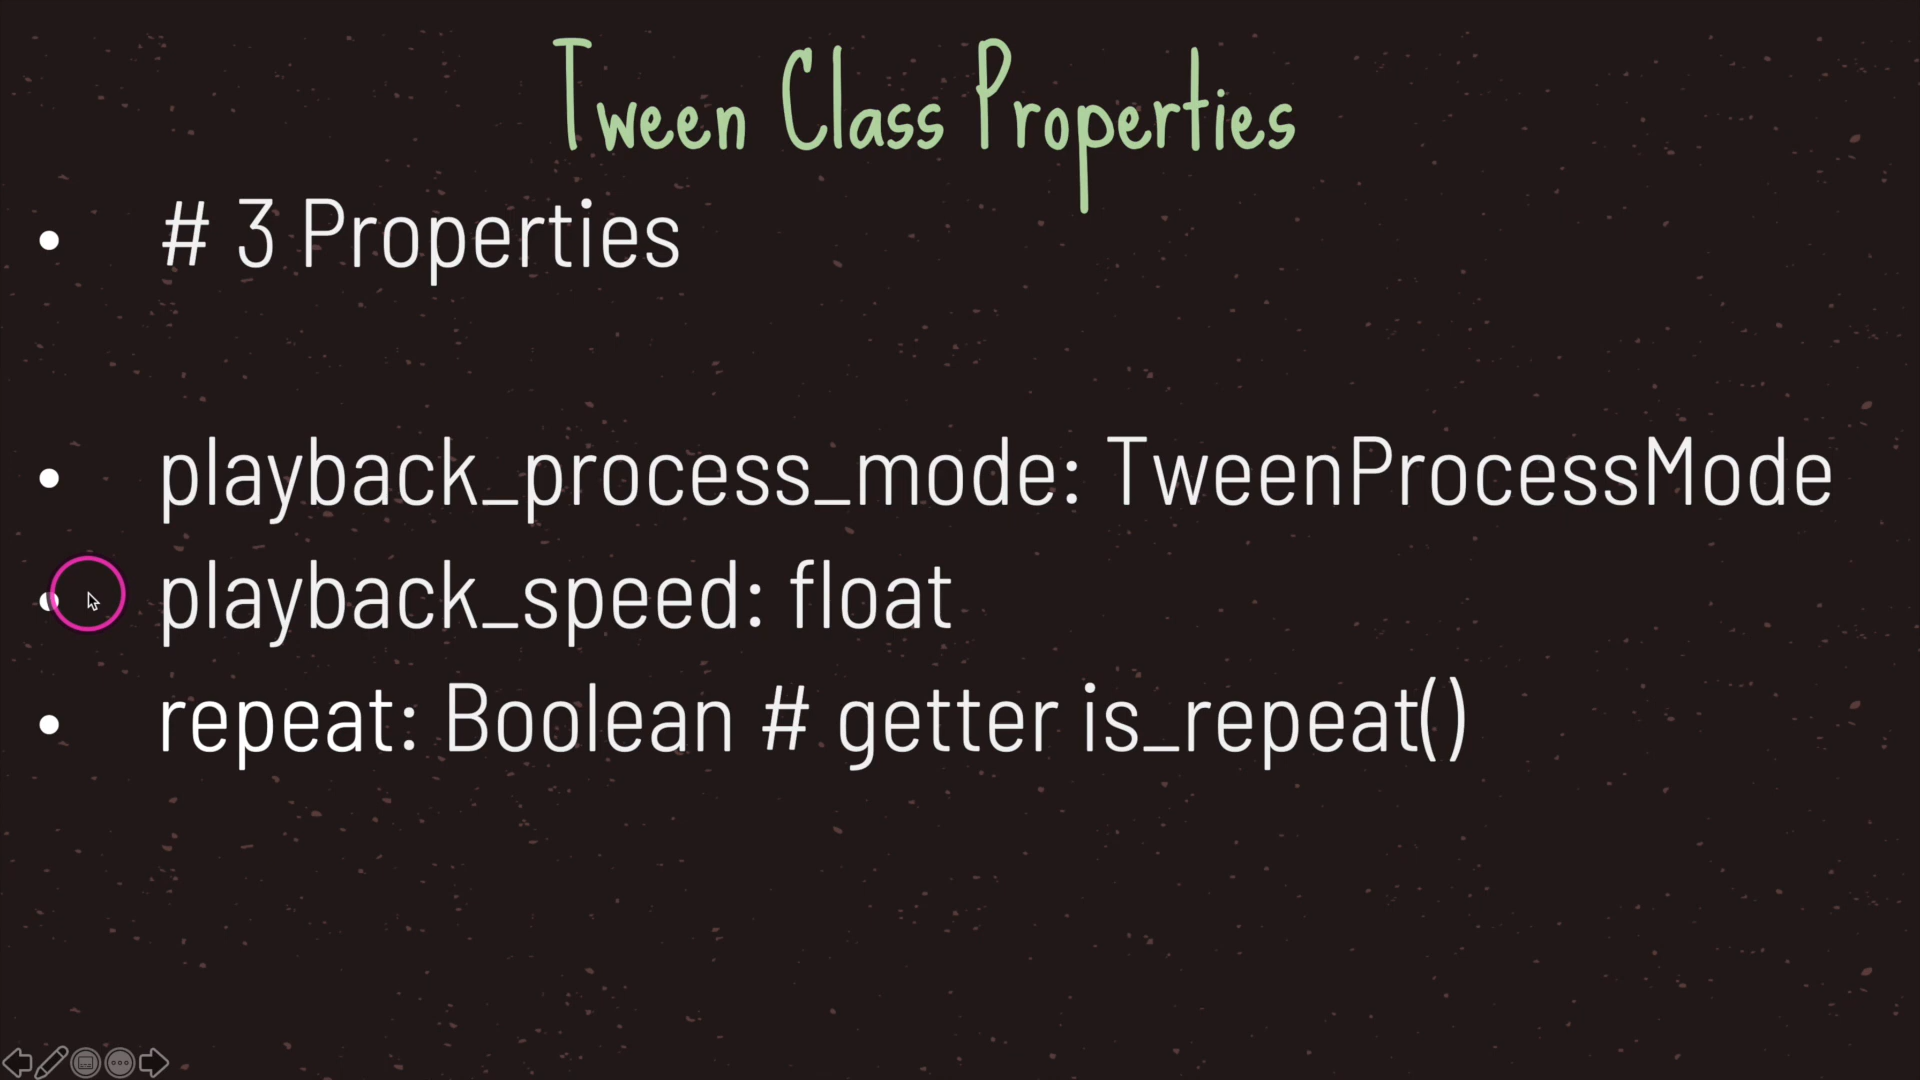 Tween Class Properties
• # 3 Properties
• playback_process_mode: TweenProcessMode
• playback_speed: float
• repeat: Boolean # getter is_repeat()